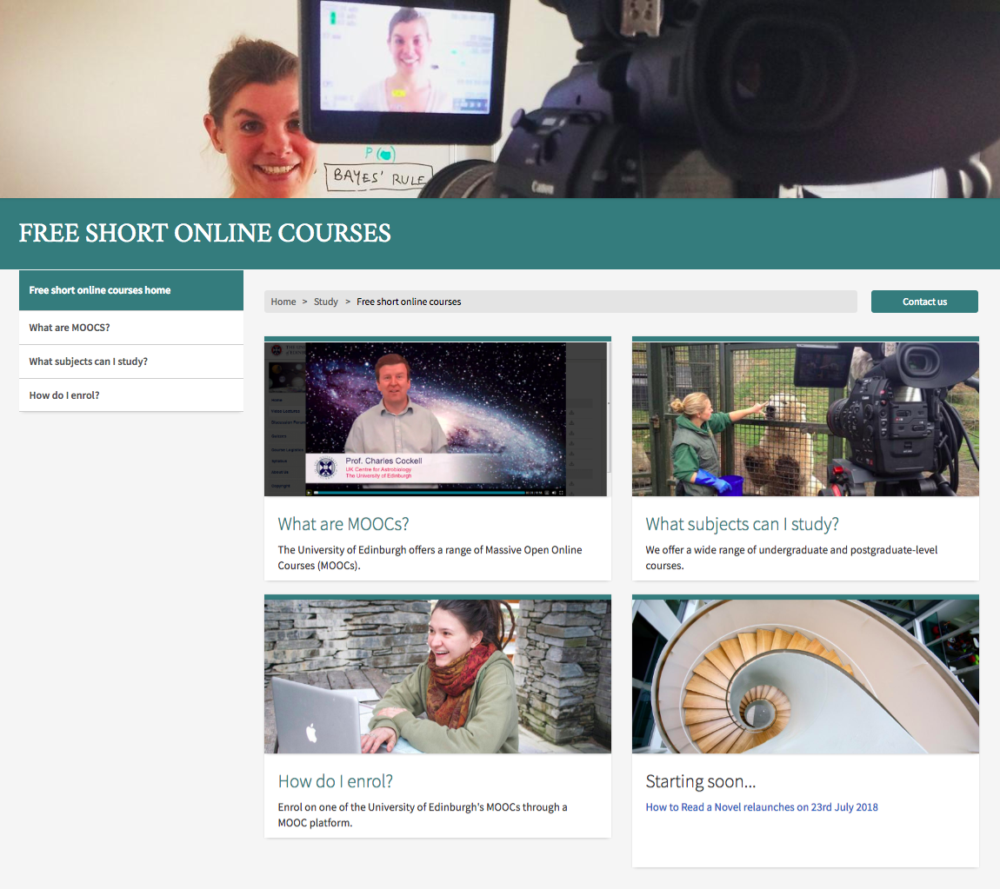 P( )
BAYES' RULE
Canon
FREE SHORT ONLINE COURSES
Free short online courses home
What are MOOCS?
What subjects can I study?
How do I enrol?
Home > Study > Free short online courses
Contact us
Prof. Charles Cockell
UK Centre for Astrobiology
The University of Edinburgh
What are MOOCs?
The University of Edinburgh offers a range of Massive Open Online
Courses (MOOCs).
What subjects can I study?
We offer a wide range of undergraduate and postgraduate-level
courses.
How do I enrol?
Enrol on one of the University of Edinburgh's MOOCs through a
MOOC platform.
Starting soon...
How to Read a Novel relaunches on 23rd July 2018